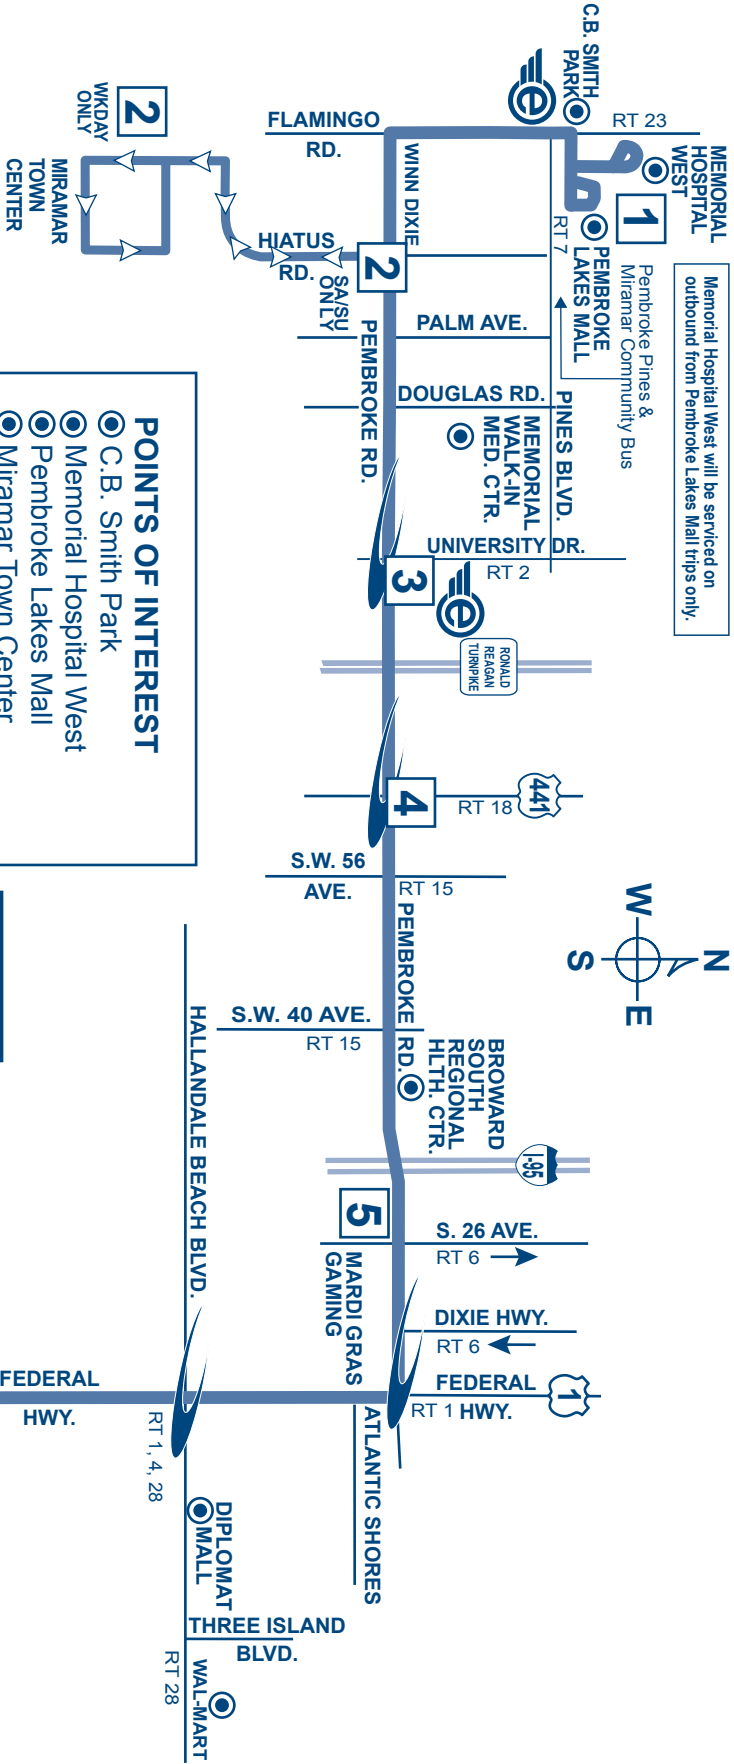 Memorial Hospital West will be serviced on
outbound from Pembroke Lakes Mall trips only.
MEMORIAL
HOSPITAL
WEST
RT 23
C.B. SMITH
PARK
e
1
PEMBROKE
LAKES MALL
RT 7
Pembroke Pines &
Miramar Community Bus
FLAMINGO
RD.
WINN DIXIE
2
SA/SU
ONLY
HIATUS
RD.
2
WKDAY
ONLY
MIRAMAR
TOWN
CENTER
PALM AVE.
PEMBROKE RD.
DOUGLAS RD.
PINES BLVD.
MEMORIAL
WALK-IN
MED. CTR.
UNIVERSITY DR.
RT 2
3
e
RONALD
REAGAN
TURNPIKE
4
RT 18
441
S.W. 56
AVE.
RT 15
PEMBROKE RD.
N
W
E
S
S.W. 40 AVE.
RT 15
BROWARD
SOUTH
REGIONAL
HLTH. CTR.
I-95
5
MARDI GRAS
GAMING
S. 26 AVE.
RT 6
DIXIE HWY.
RT 6
FEDERAL
HWY.
RT 1
1
ATLANTIC SHORES
HALLANDALE BEACH BLVD.
RT 1, 4, 28
FEDERAL
HWY.
DIPLOMAT
MALL
THREE ISLAND
BLVD.
RT 28
WAL-MART
POINTS OF INTEREST
C.B. Smith Park
Memorial Hospital West
Pembroke Lakes Mall
Miramar Town Center